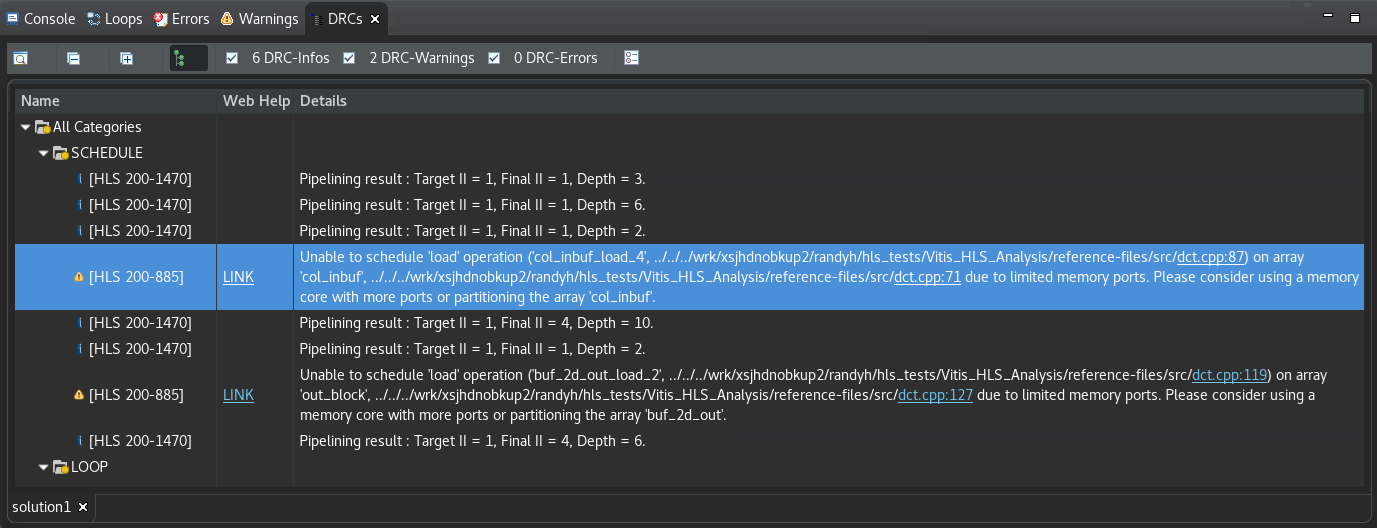 Console Loops Errors Warnings DRCs
6 DRC-Infos 2 DRC-Warnings 0 DRC-Errors
Name Web Help Details
All Categories
SCHEDULE
[HLS 200-1470] Pipelining result : Target II = 1, Final II = 1, Depth = 3.
[HLS 200-1470] Pipelining result : Target II = 1, Final II = 1, Depth = 6.
[HLS 200-1470] Pipelining result : Target II = 1, Final II = 1, Depth = 2.
Unable to schedule 'load' operation ('col_inbuf_load_4', ../../../wrk/xsjhdnobkup2/randyh/hls_tests/Vitis_HLS_Analysis/reference-files/src/dct.cpp:87) on array
[HLS 200-885] LINK 'col_inbuf', ../../../wrk/xsjhdnobkup2/randyh/hls_tests/Vitis_HLS_Analysis/reference-files/src/dct.cpp:71 due to limited memory ports. Please consider using a memory
core with more ports or partitioning the array 'col_inbuf'.
[HLS 200-1470] Pipelining result : Target II = 1, Final II = 4, Depth = 10.
[HLS 200-1470] Pipelining result : Target II = 1, Final II = 1, Depth = 2.
Unable to schedule 'load' operation ('buf_2d_out_load_2', ../../../wrk/xsjhdnobkup2/randyh/hls_tests/Vitis_HLS_Analysis/reference-files/src/dct.cpp:119) on array
[HLS 200-885] LINK 'out_block', ../../../wrk/xsjhdnobkup2/randyh/hls_tests/Vitis_HLS_Analysis/reference-files/src/dct.cpp:127 due to limited memory ports. Please consider using a
memory core with more ports or partitioning the array 'buf_2d_out'.
[HLS 200-1470] Pipelining result : Target II = 1, Final II = 4, Depth = 6.
LOOP
solution1